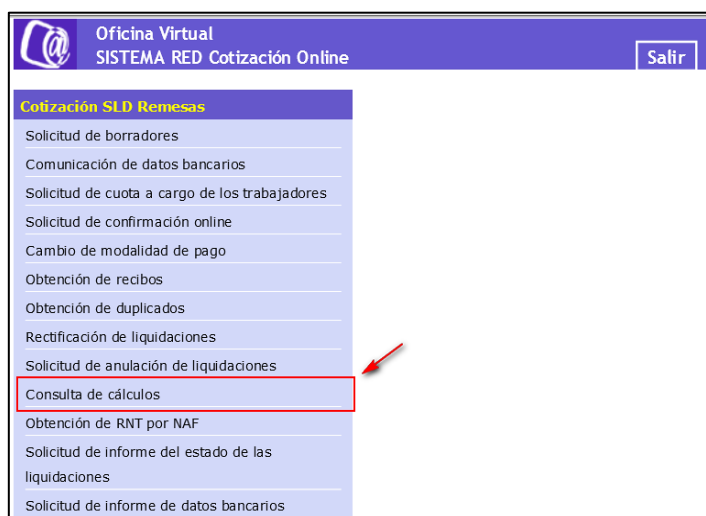 Oficina Virtual
SISTEMA RED Cotización Online
Salir
Cotización SLD Remesas
Solicitud de borradores
Comunicación de datos bancarios
Solicitud de cuota a cargo de los trabajadores
Solicitud de confirmación online
Cambio de modalidad de pago
Obtención de recibos
Obtención de duplicados
Rectificación de liquidaciones
Solicitud de anulación de liquidaciones
Consulta de cálculos
Obtención de RNT por NAF
Solicitud de informe del estado de las
liquidaciones
Solicitud de informe de datos bancarios